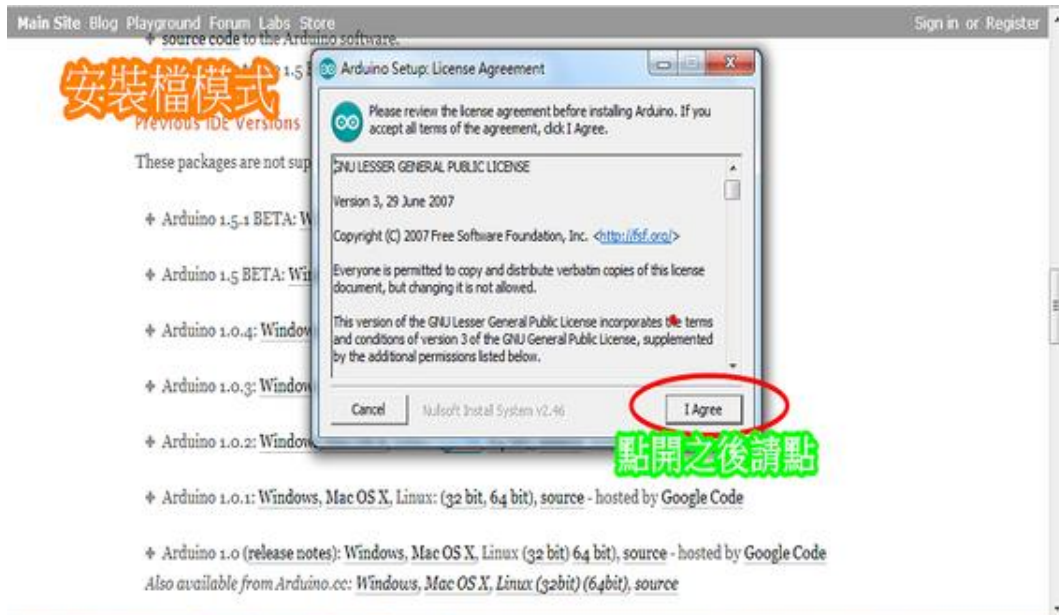 Main Site Blog Playground Forum Labs Store Sign in or Register
source code to the Arduino software.
安裝檔模式
1.5
Previous IDE Versions
These packages are not sup
Arduino 1.5.1 BETA: W
Arduino 1.5 BETA: Win
Arduino 1.0.4: Window
Arduino 1.0.3: Window
Arduino 1.0.2: Window
Arduino Setup: License Agreement
Please review the license agreement before installing Arduino. If you
accept all terms of the agreement, click I Agree.
GNU LESSER GENERAL PUBLIC LICENSE
Version 3, 29 June 2007
Copyright (C) 2007 Free Software Foundation, Inc. <http://fsf.org/>
Everyone is permitted to copy and distribute verbatim copies of this license
document, but changing it is not allowed.
This version of the GNU Lesser General Public License incorporates the terms
and conditions of version 3 of the GNU General Public License, supplemented
by the additional permissions listed below.
Cancel Nullsoft Install System v2.46 I Agree
點開之後請點
Arduino 1.0.1: Windows, Mac OS X, Linux: (32 bit, 64 bit), source - hosted by Google Code
Arduino 1.0 (release notes): Windows, Mac OS X, Linux (32 bit) 64 bit), source - hosted by Google Code
Also available from Arduino.cc: Windows, Mac OS X, Linux (32bit) (64bit), source